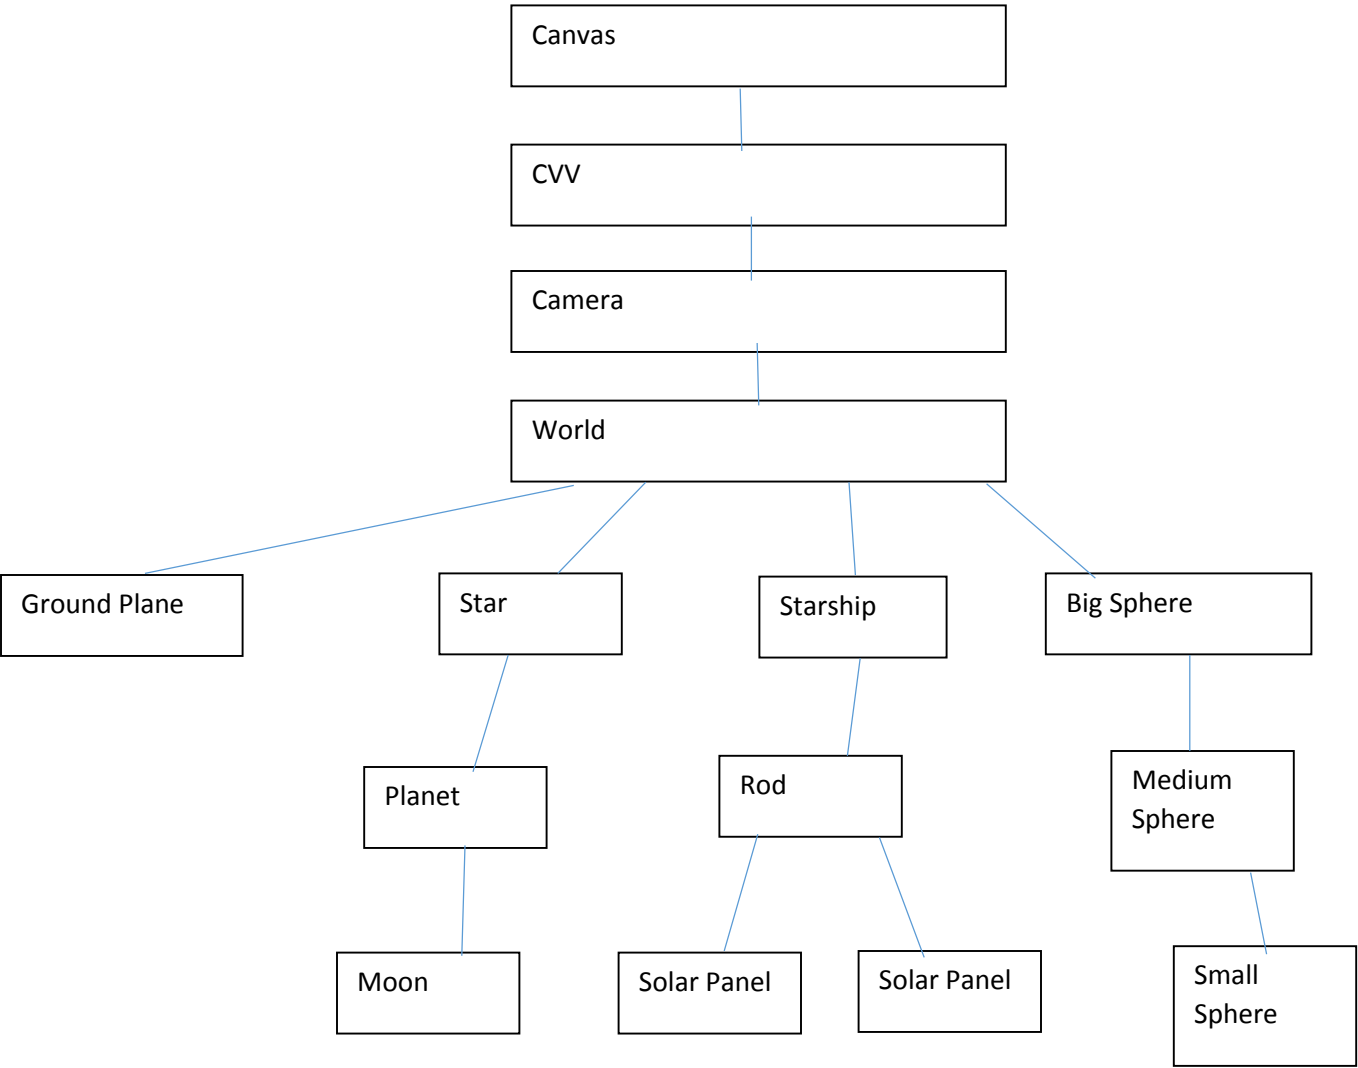 Canvas
CVV
Camera
World
Ground Plane
Star
Starship
Big Sphere
Planet
Rod
Medium
Sphere
Moon
Solar Panel
Solar Panel
Small
Sphere